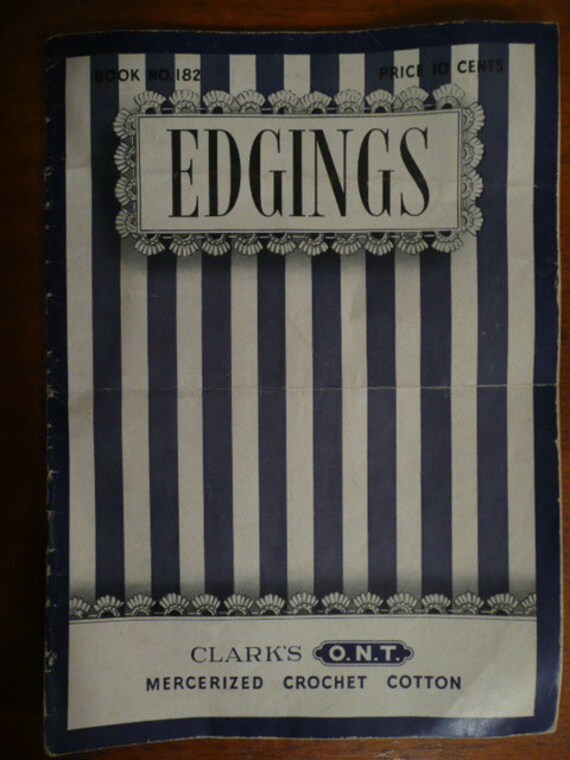 BOOK NO.182 PRICE 10 CENTS
EDGINGS
CLARK'S O.N.T.
MERCERIZED CROCHET COTTON